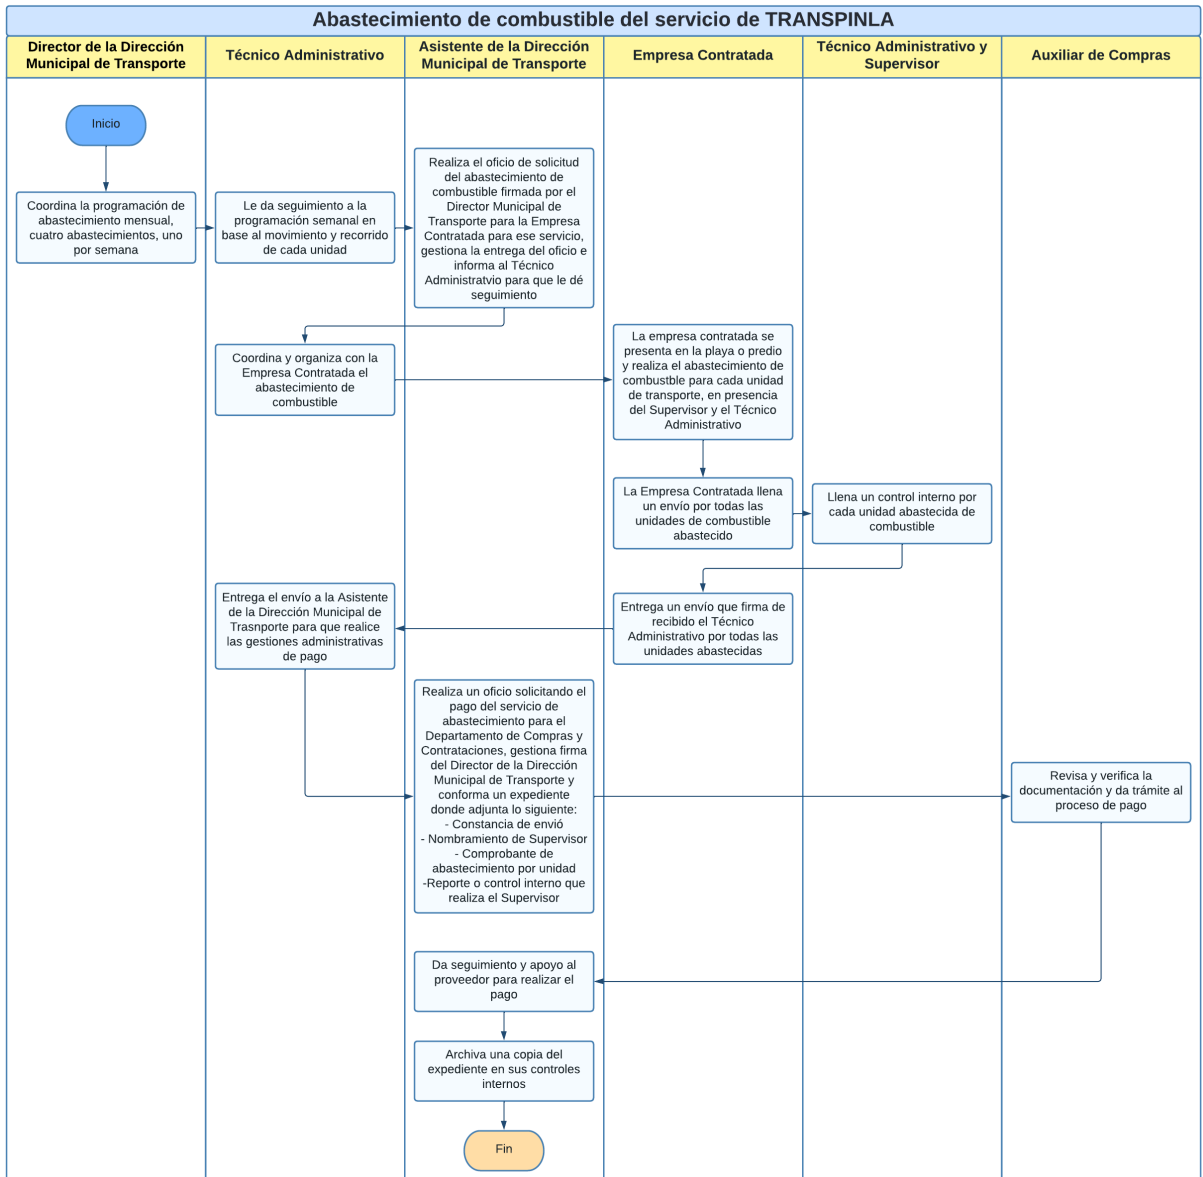 Abastecimiento de combustible del servicio de TRANSPINLA
Director de la Dirección
Municipal de Transporte
Técnico Administrativo
Asistente de la Dirección
Municipal de Transporte
Empresa Contratada
Técnico Administrativo y
Supervisor
Auxiliar de Compras
Inicio
Coordina la programación de
abastecimiento mensual,
cuatro abastecimientos, uno
por semana
Le da seguimiento a la
programación semanal en
base al movimiento y recorrido
de cada unidad
Realiza el oficio de solicitud
del abastecimiento de
combustible firmada por el
Director Municipal de
Transporte para la Empresa
Contratada para ese servicio,
gestiona la entrega del oficio e
informa al Técnico
Administratvio para que le dé
seguimiento
Coordina y organiza con la
Empresa Contratada el
abastecimiento de
combustible
La empresa contratada se
presenta en la playa o predio
y realiza el abastecimiento de
combustble para cada unidad
de transporte, en presencia
del Supervisor y el Técnico
Administrativo
La Empresa Contratada llena
un envío por todas las
unidades de combustible
abastecido
Llena un control interno por
cada unidad abastecida de
combustible
Entrega un envío que firma de
recibido el Técnico
Administrativo por todas las
unidades abastecidas
Entrega el envío a la Asistente
de la Dirección Municipal de
Trasnporte para que realice
las gestiones administrativas
de pago
Realiza un oficio solicitando el
pago del servicio de
abastecimiento para el
Departamento de Compras y
Contrataciones, gestiona firma
del Director de la Dirección
Municipal de Transporte y
conforma un expediente
donde adjunta lo siguiente:
- Constancia de envió
- Nombramiento de Supervisor
- Comprobante de
abastecimiento por unidad
-Reporte o control interno que
realiza el Supervisor
Revisa y verifica la
documentación y da trámite al
proceso de pago
Da seguimiento y apoyo al
proveedor para realizar el
pago
Archiva una copia del
expediente en sus controles
internos
Fin